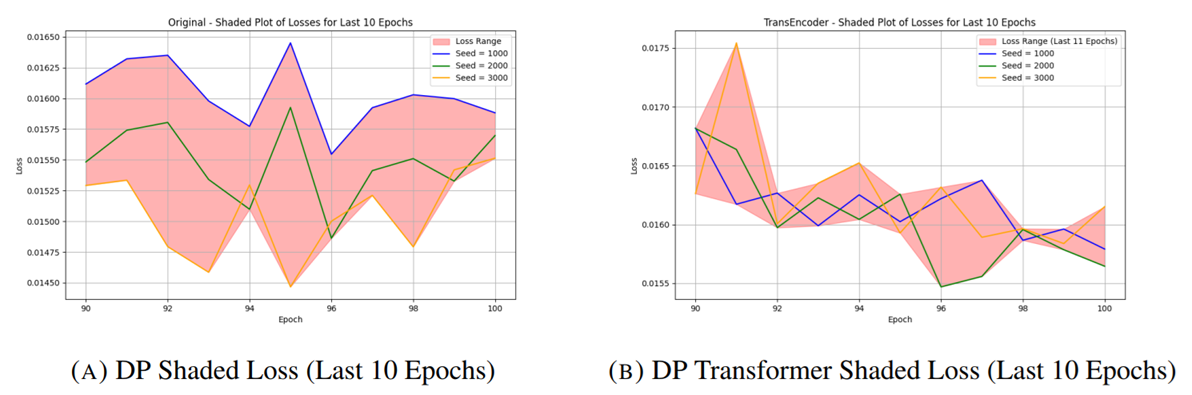 Original - Shaded Plot of Losses for Last 10 Epochs
Loss Range
Seed = 1000
Seed = 2000
Seed = 3000
0.01650
0.01625
0.01600
0.01575
0.01550
0.01525
0.01500
0.01475
0.01450
Loss
90
92
94
96
98
100
Epoch
(A) DP Shaded Loss (Last 10 Epochs)
TransEncoder - Shaded Plot of Losses for Last 10 Epochs
Loss Range (Last 11 Epochs)
Seed = 1000
Seed = 2000
Seed = 3000
0.0175
0.0170
0.0165
0.0160
0.0155
Loss
90
92
94
96
98
100
Epoch
(B) DP Transformer Shaded Loss (Last 10 Epochs)